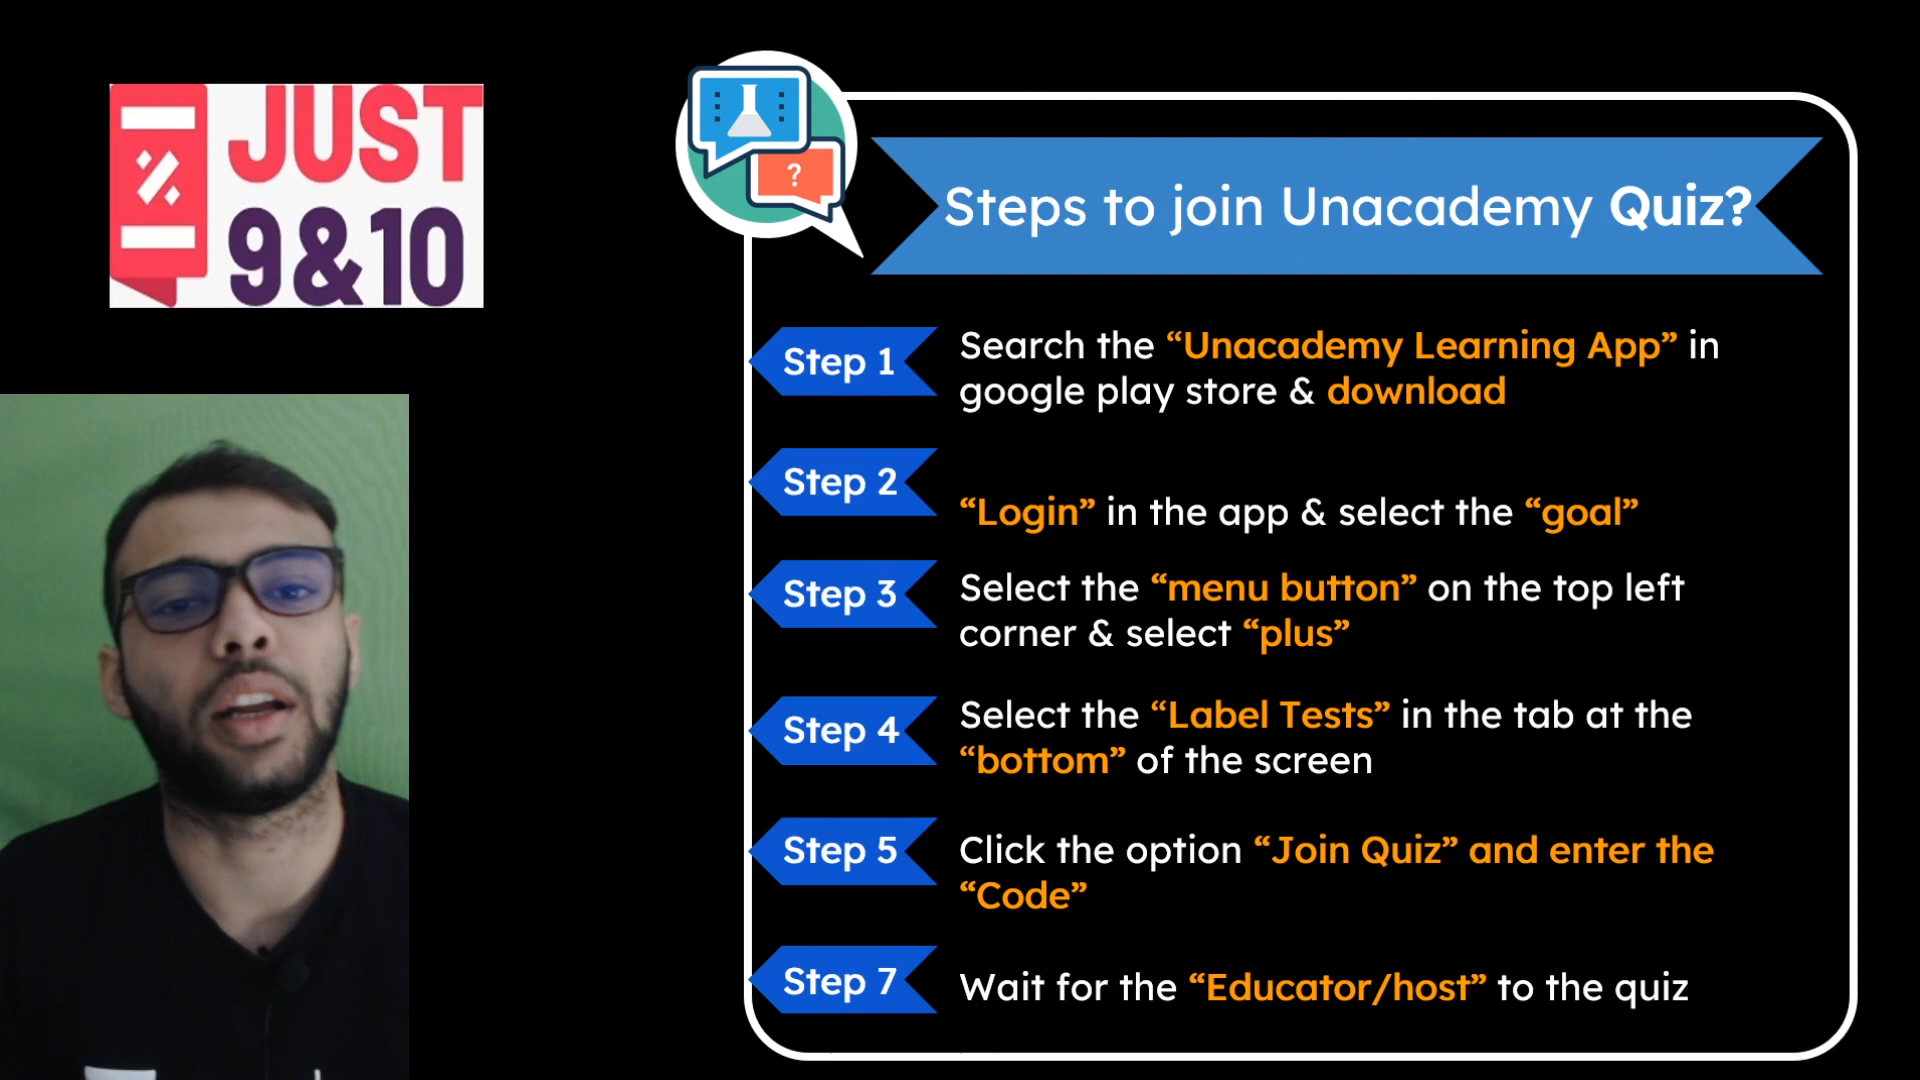 JUST
9&10
?
Steps to join Unacademy Quiz?
Step 1
Search the “Unacademy Learning App” in
google play store & download
Step 2
“Login” in the app & select the “goal”
Step 3
Select the “menu button” on the top left
corner & select “plus”
Step 4
Select the “Label Tests” in the tab at the
“bottom” of the screen
Step 5
Click the option “Join Quiz” and enter the
“Code”
Step 7
Wait for the “Educator/host” to the quiz